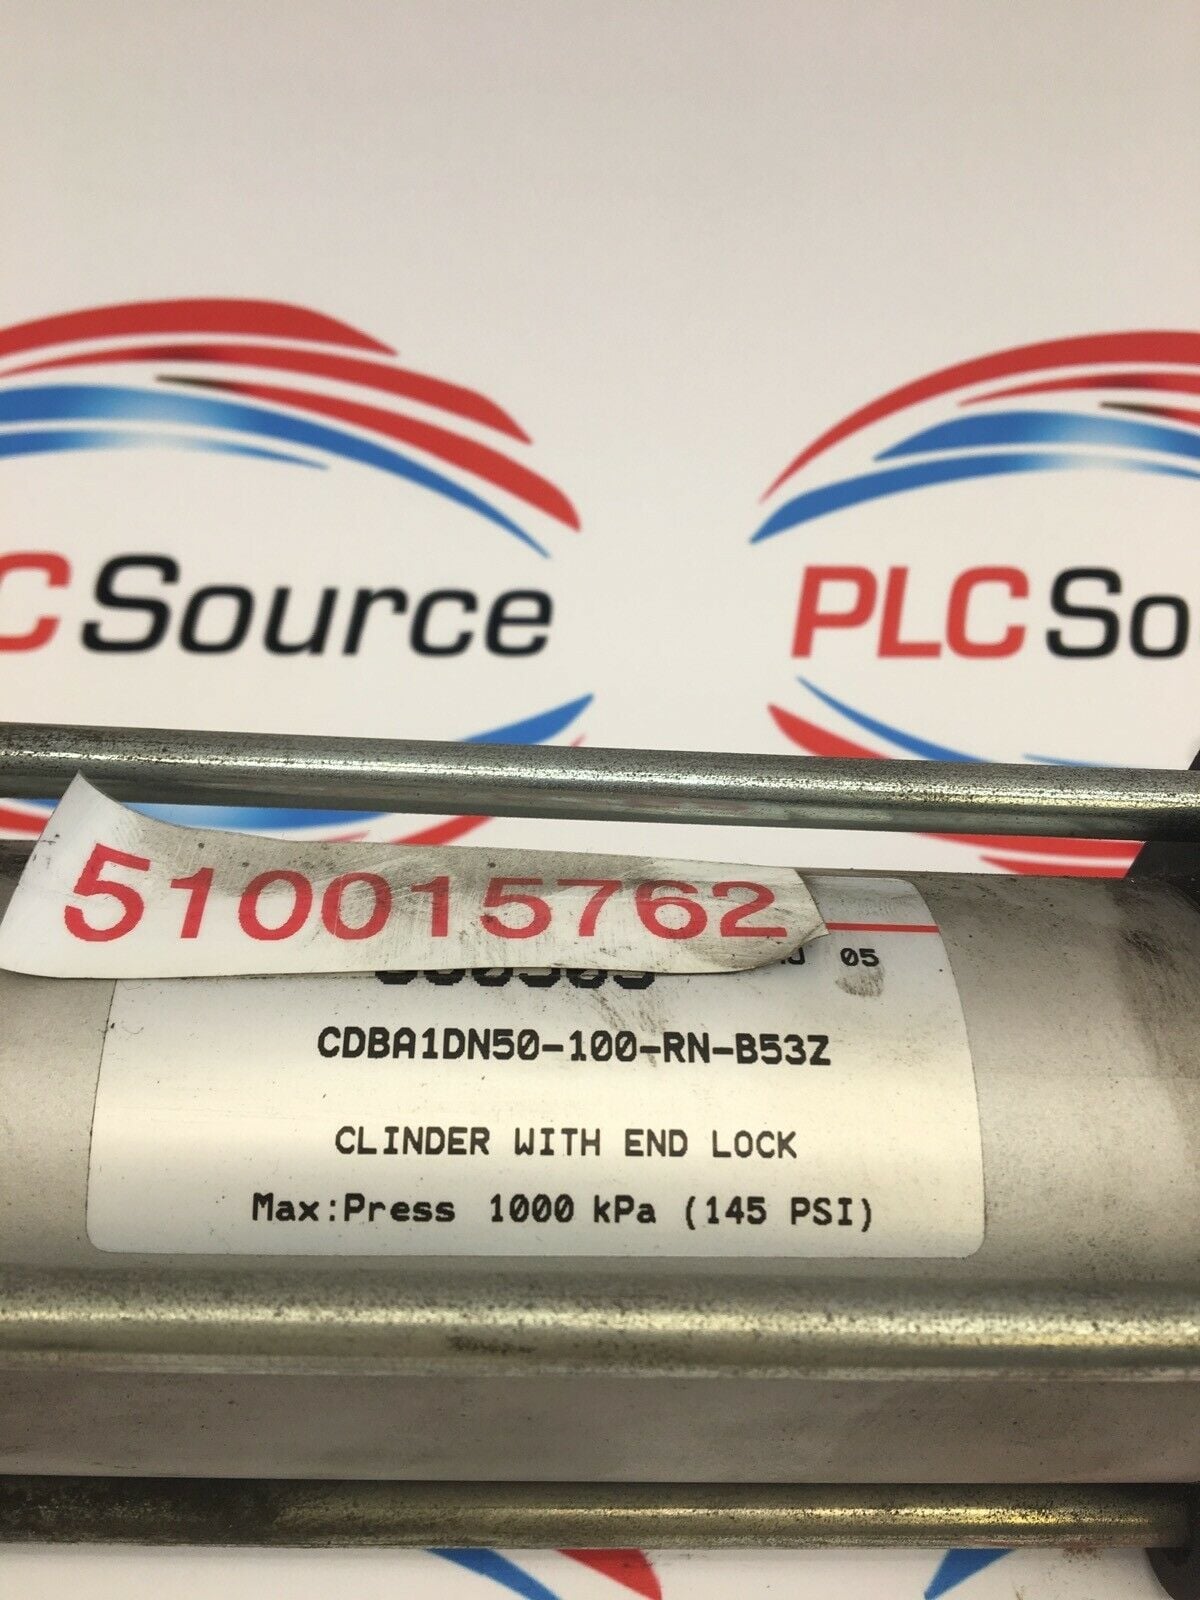 C Source
PLC So
510015762
05
CDBA1DN50-100-RN-B53Z
CLINDER WITH END LOCK
Max:Press 1000 kPa (145 PSI)